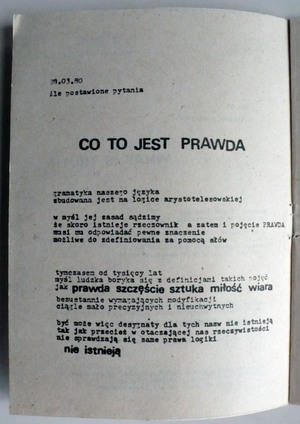 28.03.80
źle postawione pytania
CO TO JEST PRAWDA
gramatyka naszego języka
zbudowana jest na logice arystotelesowskiej
w myśl jej zasad sądzimy
że skoro istnieje rzeczownik a zatem i pojęcie PRAWDA
musi mu odpowiadać pewne znaczenie
możliwe do zdefiniowania za pomocą słów
tymczasem od tysięcy lat
myśl ludzka boryka się z definicjami takich pojęć
jak prawda szczęście sztuka miłość wiara
bezustannie wymagających modyfikacji
ciągle mało precyzyjnych i nieuchwytnych
być może więc desygnaty dla tych nazw nie istnieją
tak jak przecież w otaczającej nas rzeczywistości
nie sprawdzają się same prawa logiki
nie istnieją